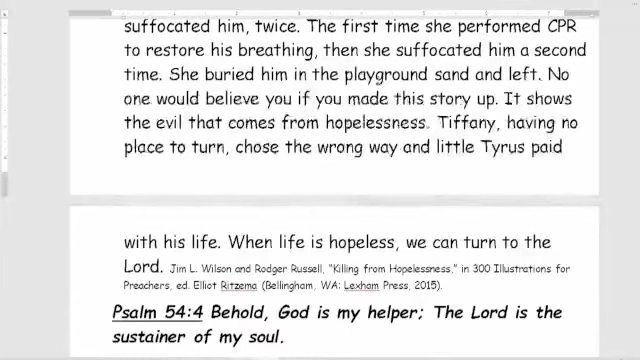 suffocated him, twice. The first time she performed CPR
to restore his breathing, then she suffocated him a second
time. She buried him in the playground sand and left. No
one would believe you if you made this story up. It shows
the evil that comes from hopelessness. Tiffany, having no
place to turn, chose the wrong way and little Tyrus paid
with his life. When life is hopeless, we can turn to the
Lord. Jim L. Wilson and Rodger Russell, “Killing from Hopelessness,” in 300 Illustrations for
Preachers, ed. Elliot Ritzema (Bellingham, WA: Lexham Press, 2015).
Psalm 54:4 Behold, God is my helper; The Lord is the
sustainer of my soul.